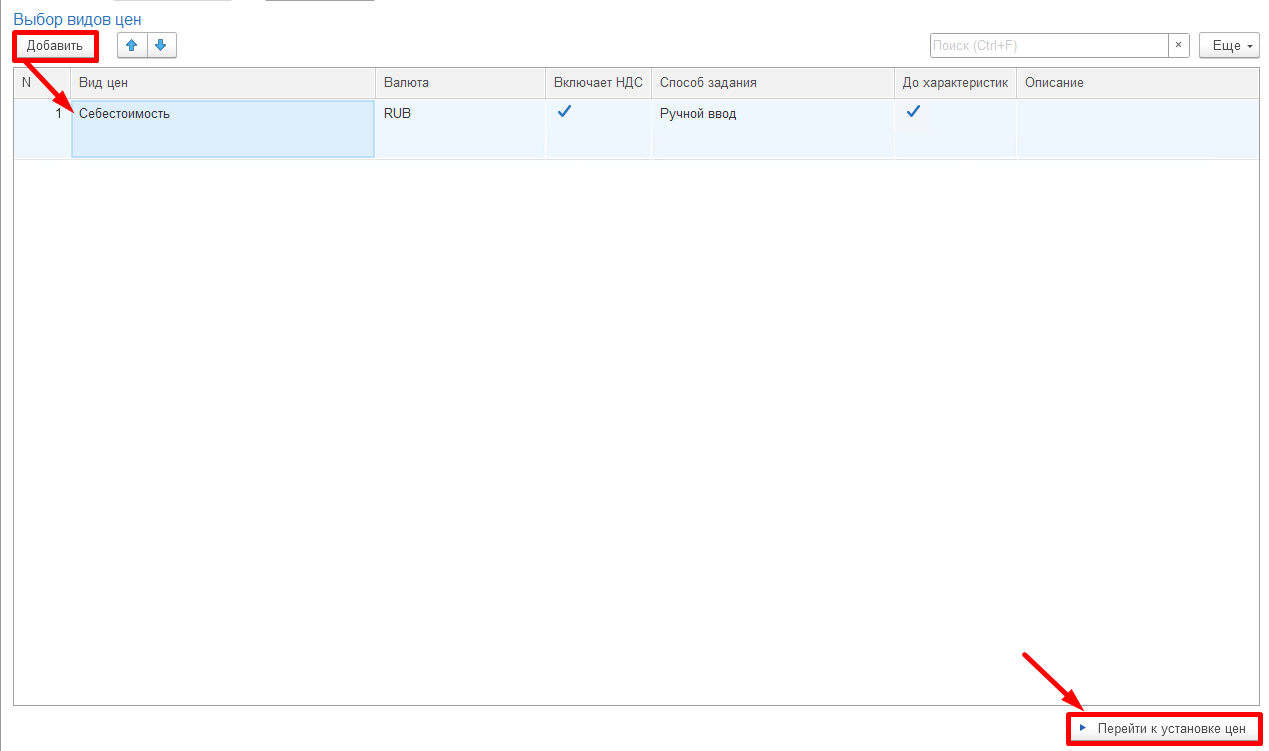 Выбор видов цен
Добавить
Поиск (Ctrl+F) × Еще
N Вид цен Валюта Включает НДС Способ задания До характеристик Описание
1 Себестоимость RUB Ручной ввод
Перейти к установке цен